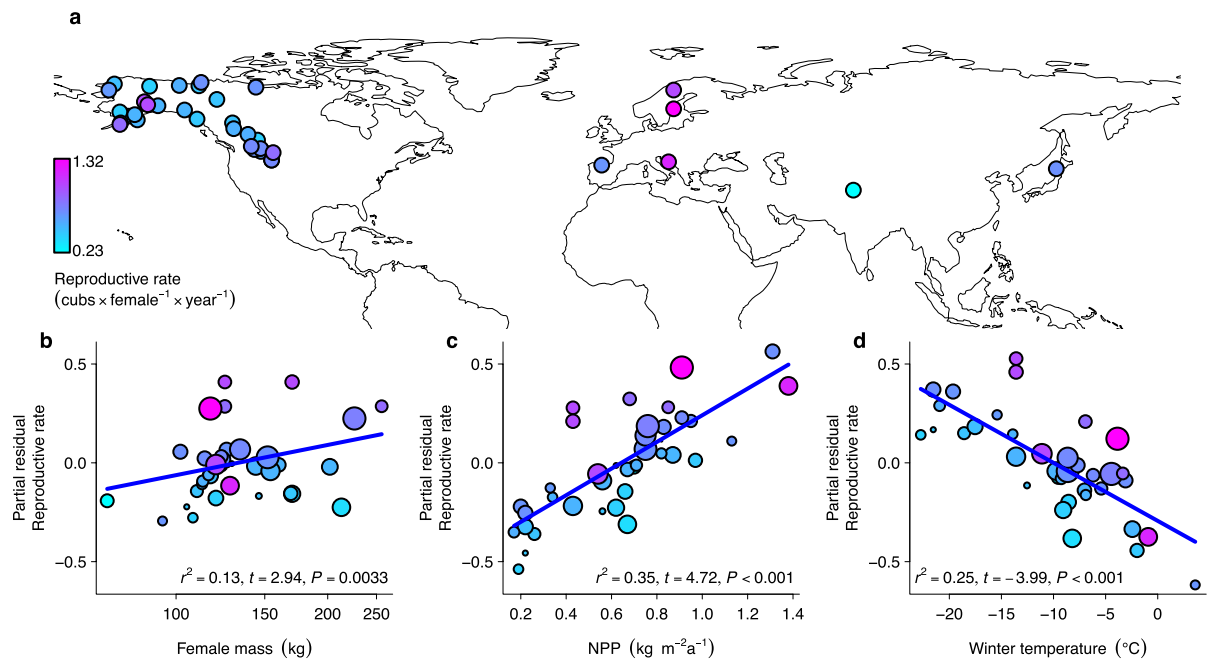 a
1.32
0.23
Reproductive rate
(cubs × female⁻¹ × year⁻¹)
b
0.5
0.0
−0.5
Partial residual
Reproductive rate
r² = 0.13, t = 2.94, P = 0.0033
100 150 200 250
Female mass (kg)
c
0.5
0.0
−0.5
Partial residual
Reproductive rate
r² = 0.35, t = 4.72, P < 0.001
0.2 0.4 0.6 0.8 1.0 1.2 1.4
NPP (kg m⁻²a⁻¹)
d
0.5
0.0
−0.5
Partial residual
Reproductive rate
r² = 0.25, t = −3.99, P < 0.001
−20 −15 −10 −5 0
Winter temperature (°C)